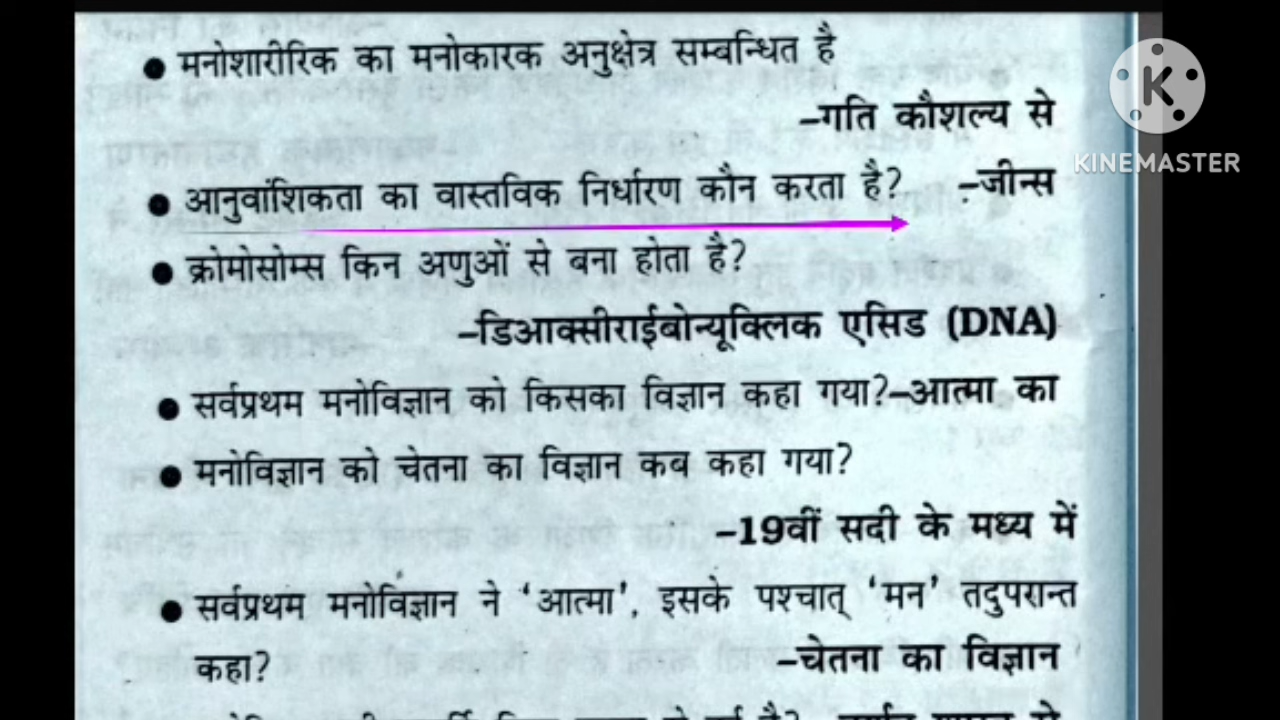 ● मनोशारीरिक का मनोकारक अनुक्षेत्र सम्बन्धित है
–गति कौशल्य से
● आनुवांशिकता का वास्तविक निर्धारण कौन करता है? –जीन्स
● क्रोमोसोम्स किन अणुओं से बना होता है?
–डिआक्सीराईबोन्यूक्लिक एसिड (DNA)
● सर्वप्रथम मनोविज्ञान को किसका विज्ञान कहा गया?–आत्मा का
● मनोविज्ञान को चेतना का विज्ञान कब कहा गया?
–19वीं सदी के मध्य में
● सर्वप्रथम मनोविज्ञान ने ‘आत्मा’, इसके पश्चात् ‘मन’ तदुपरान्त
कहा? –चेतना का विज्ञान
K
KINEMASTER